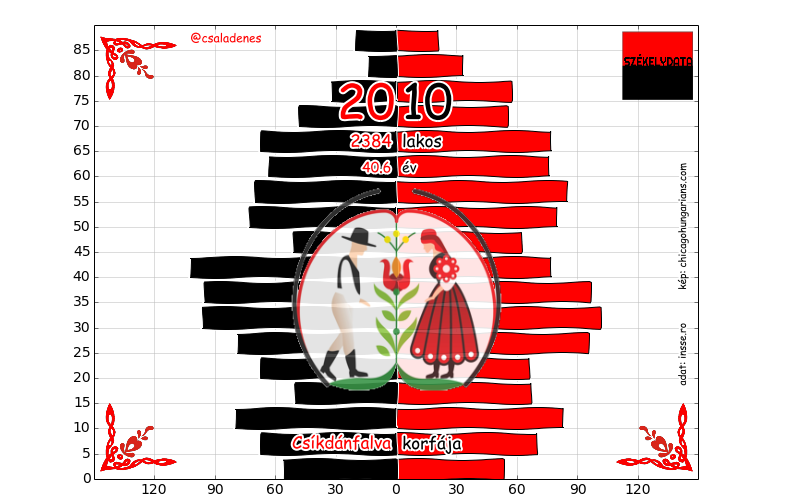 @csaladenes
SZÉKELYDATA
2010
2384 lakos
40.6 év
kép: chicagohungarians.com
adat: insse.ro
Csíkdánfalva korfája
85
80
75
70
65
60
55
50
45
40
35
30
25
20
15
10
5
0
120 90 60 30 0 30 60 90 120